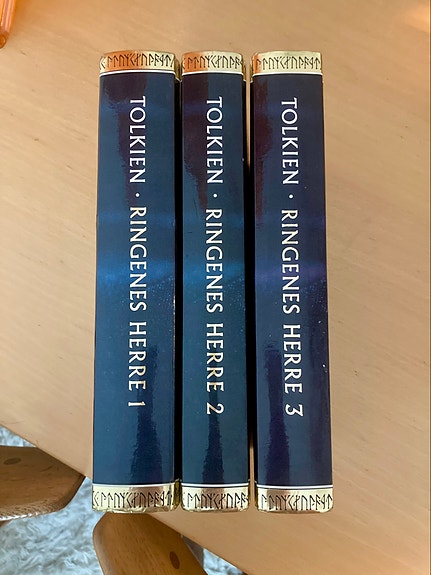 TOLKIEN · RINGENES HERRE 1
TOLKIEN · RINGENES HERRE 2
TOLKIEN · RINGENES HERRE 3